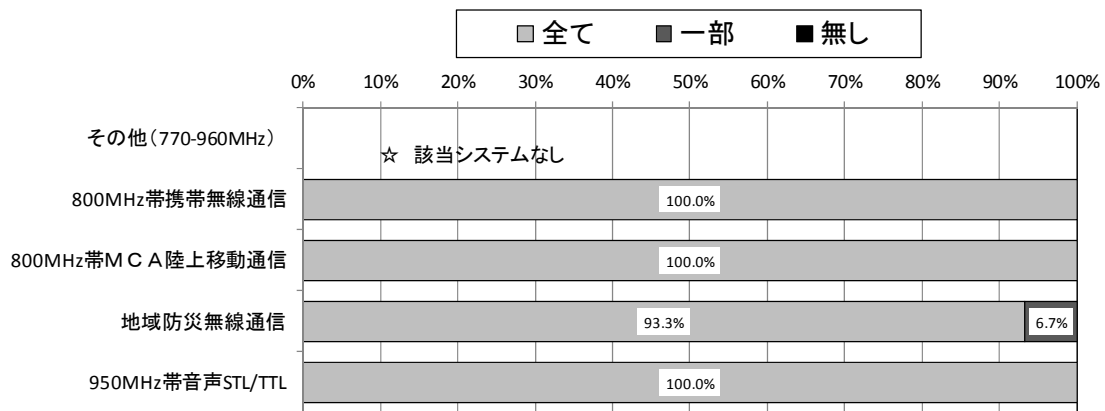 全て 一部 無し
0% 10% 20% 30% 40% 50% 60% 70% 80% 90% 100%
その他(770-960MHz)
☆ 該当システムなし
800MHz帯携帯無線通信 100.0%
800MHz帯MCA陸上移動通信 100.0%
地域防災無線通信 93.3% 6.7%
950MHz帯音声STL/TTL 100.0%